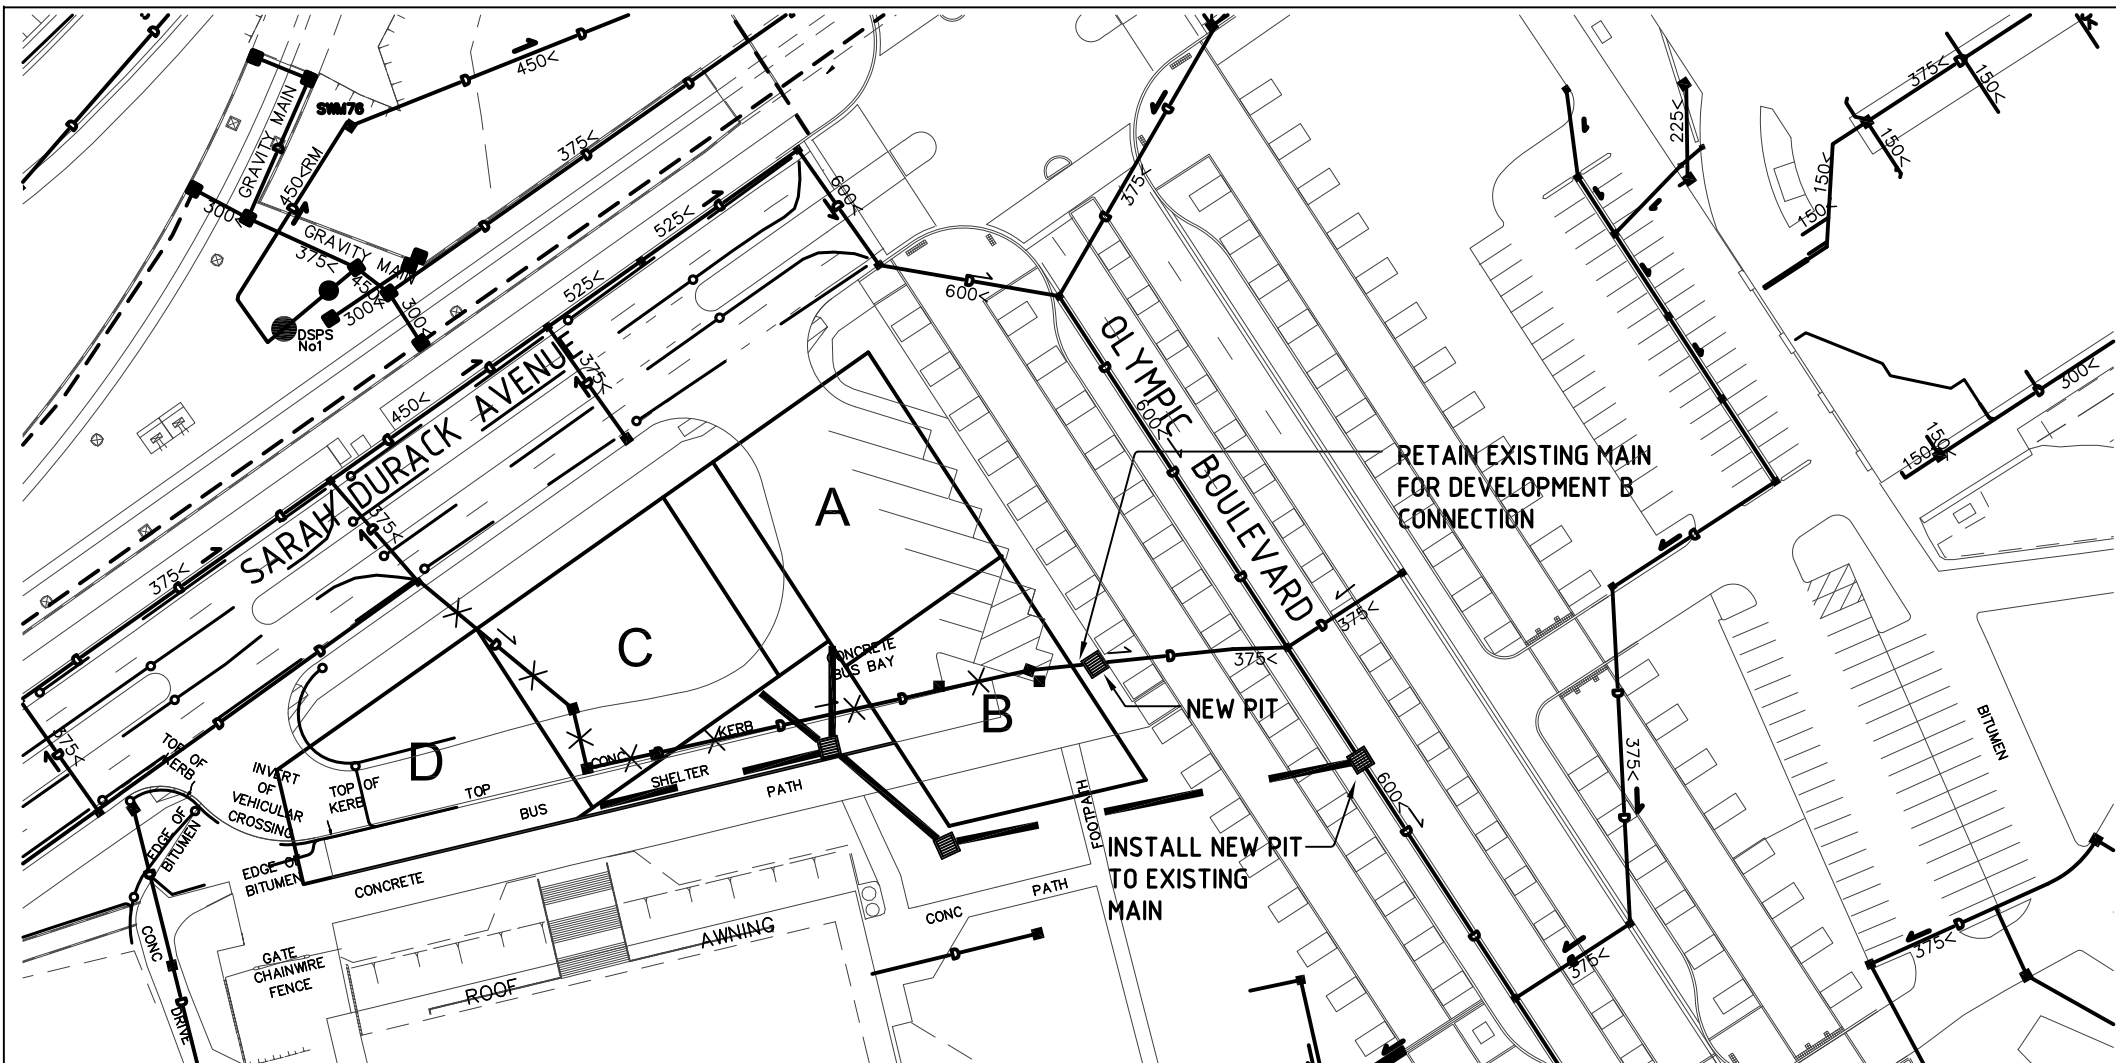 450<
375<
150<
375<
225<
150<
GRAVITY MAIN
SWM76
375<
450<RM
375<
150<
150<
300<
GRAVITY MAIN
375<
450<
300<
300<
DSPS
No1
600<
525<
525<
600<
375<
450<
300<
150<
150<
SARAH DURACK AVENUE
OLYMPIC BOULEVARD
600<
RETAIN EXISTING MAIN
FOR DEVELOPMENT B
CONNECTION
A
375<
375<
C
CONCRETE
BUS BAY
375<
375<
NEW PIT
B
KERB
CONC
SHELTER
PATH
D
TOP
BUS
TOP OF
KERB
INVERT
OF
VEHICULAR
CROSSING
TOP OF
KERB
375<
EDGE OF
BITUMEN
EDGE OF
BITUMEN
CONCRETE
FOOTPATH
INSTALL NEW PIT
TO EXISTING
MAIN
600<
375<
BITUMEN
PATH
CONC
AWNING
ROOF
GATE
CHAINWIRE
FENCE
CONC
DRIVE
375<
375<